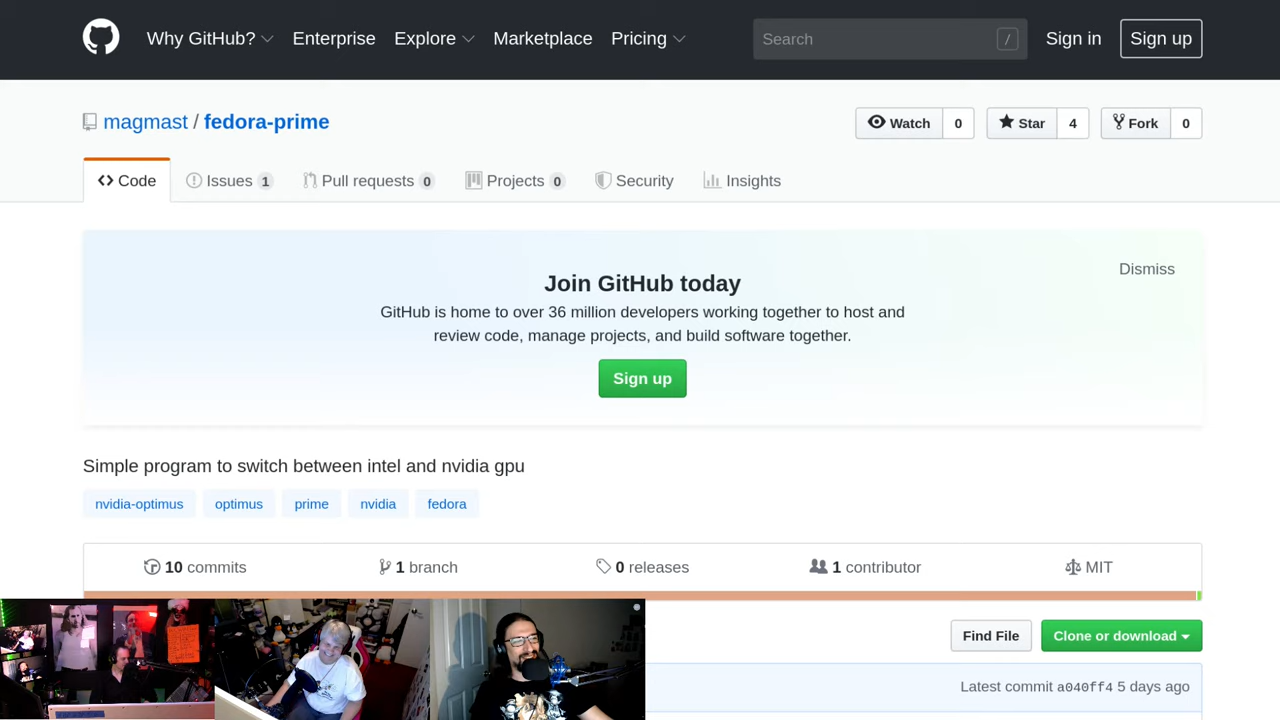 Why GitHub? Enterprise Explore Marketplace Pricing Search / Sign in Sign up
magmast / fedora-prime Watch 0 Star 4 Fork 0
Code Issues 1 Pull requests 0 Projects 0 Security Insights
Dismiss
Join GitHub today
GitHub is home to over 36 million developers working together to host and
review code, manage projects, and build software together.
Sign up
Simple program to switch between intel and nvidia gpu
nvidia-optimus optimus prime nvidia fedora
10 commits 1 branch 0 releases 1 contributor MIT
Find File Clone or download
Latest commit a040ff4 5 days ago